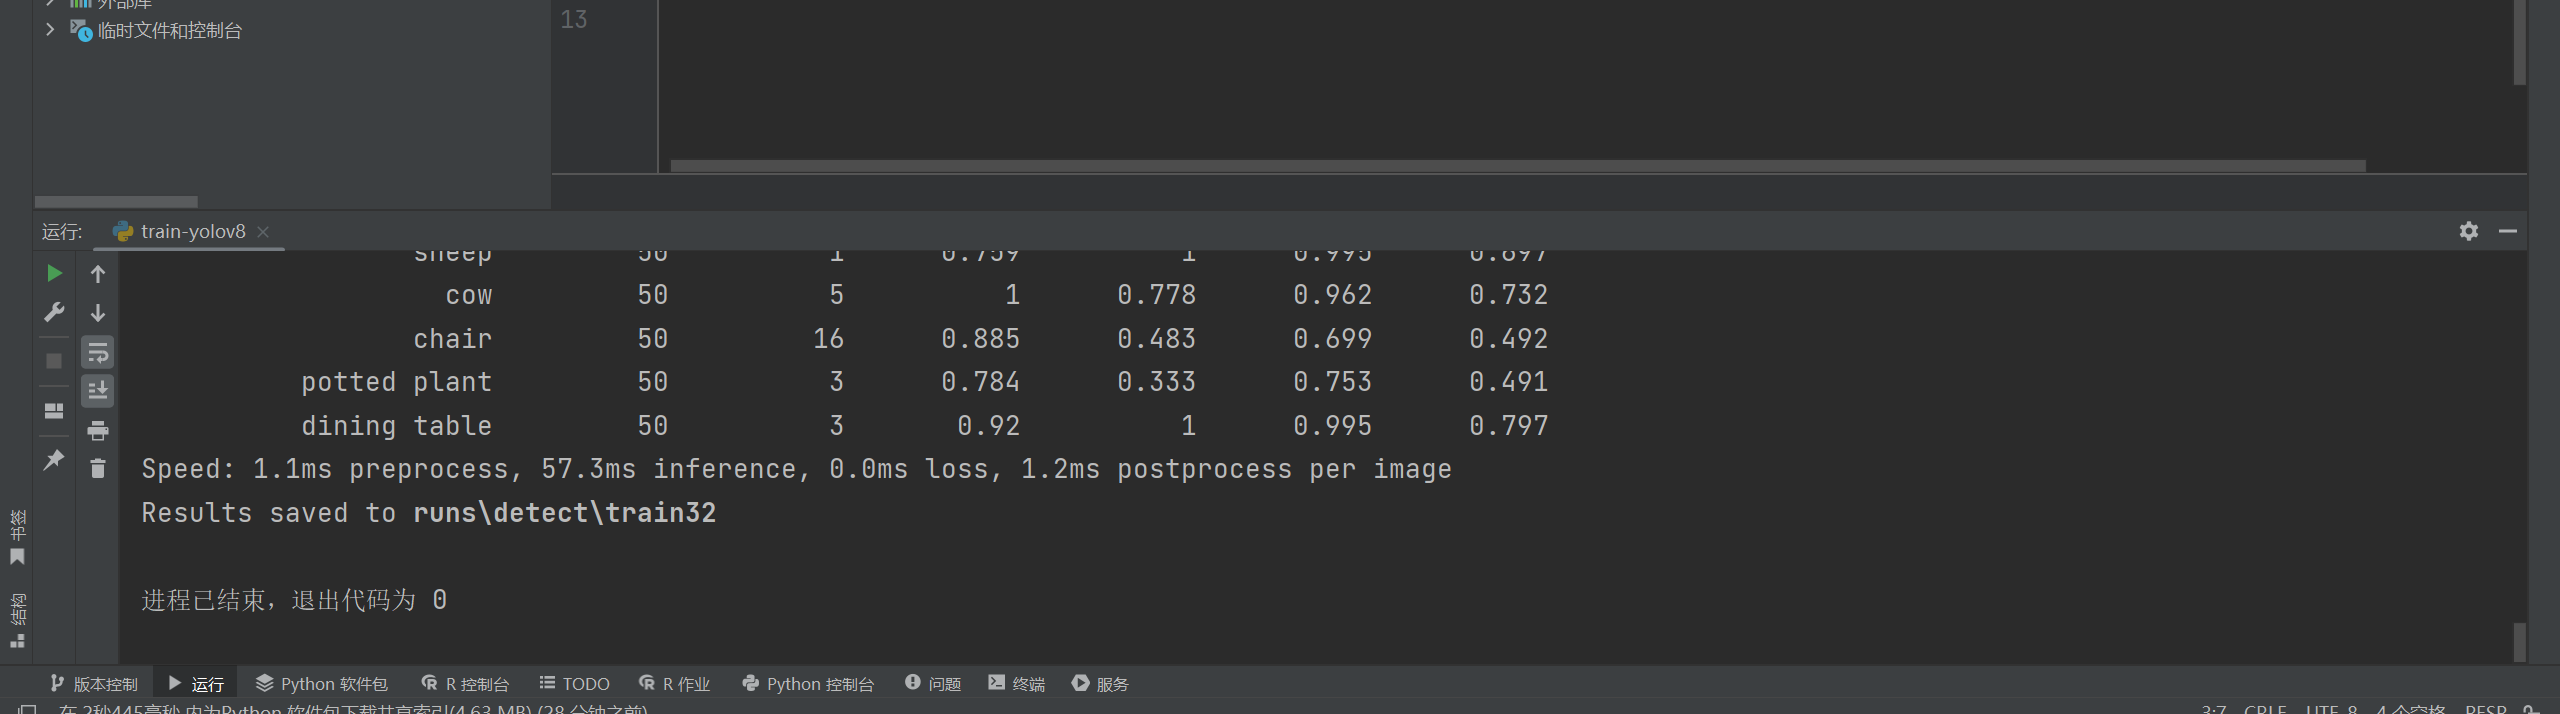 外部库
临时文件和控制台
13
运行:
train-yolov8
sheep 50 1 0.759 1 0.995 0.697
cow 50 5 1 0.778 0.962 0.732
chair 50 16 0.885 0.483 0.699 0.492
potted plant 50 3 0.784 0.333 0.753 0.491
dining table 50 3 0.92 1 0.995 0.797
Speed: 1.1ms preprocess, 57.3ms inference, 0.0ms loss, 1.2ms postprocess per image
Results saved to runs\detect\train32
进程已结束，退出代码为 0
书签
结构
版本控制 运行 Python 软件包 R 控制台 TODO R 作业 Python 控制台 问题 终端 服务
在 2秒445毫秒 内为Python 软件包下载共享索引(4.63 MB) (28 分钟之前)
3:7 CRLF UTF-8 4 个空格